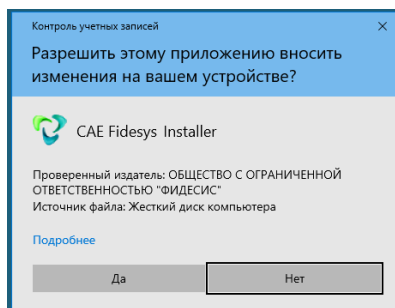 Контроль учетных записей
Разрешить этому приложению вносить
изменения на вашем устройстве?
CAE Fidesys Installer
Проверенный издатель: ОБЩЕСТВО С ОГРАНИЧЕННОЙ
ОТВЕТСТВЕННОСТЬЮ "ФИДЕСИС"
Источник файла: Жесткий диск компьютера
Подробнее
Да
Нет